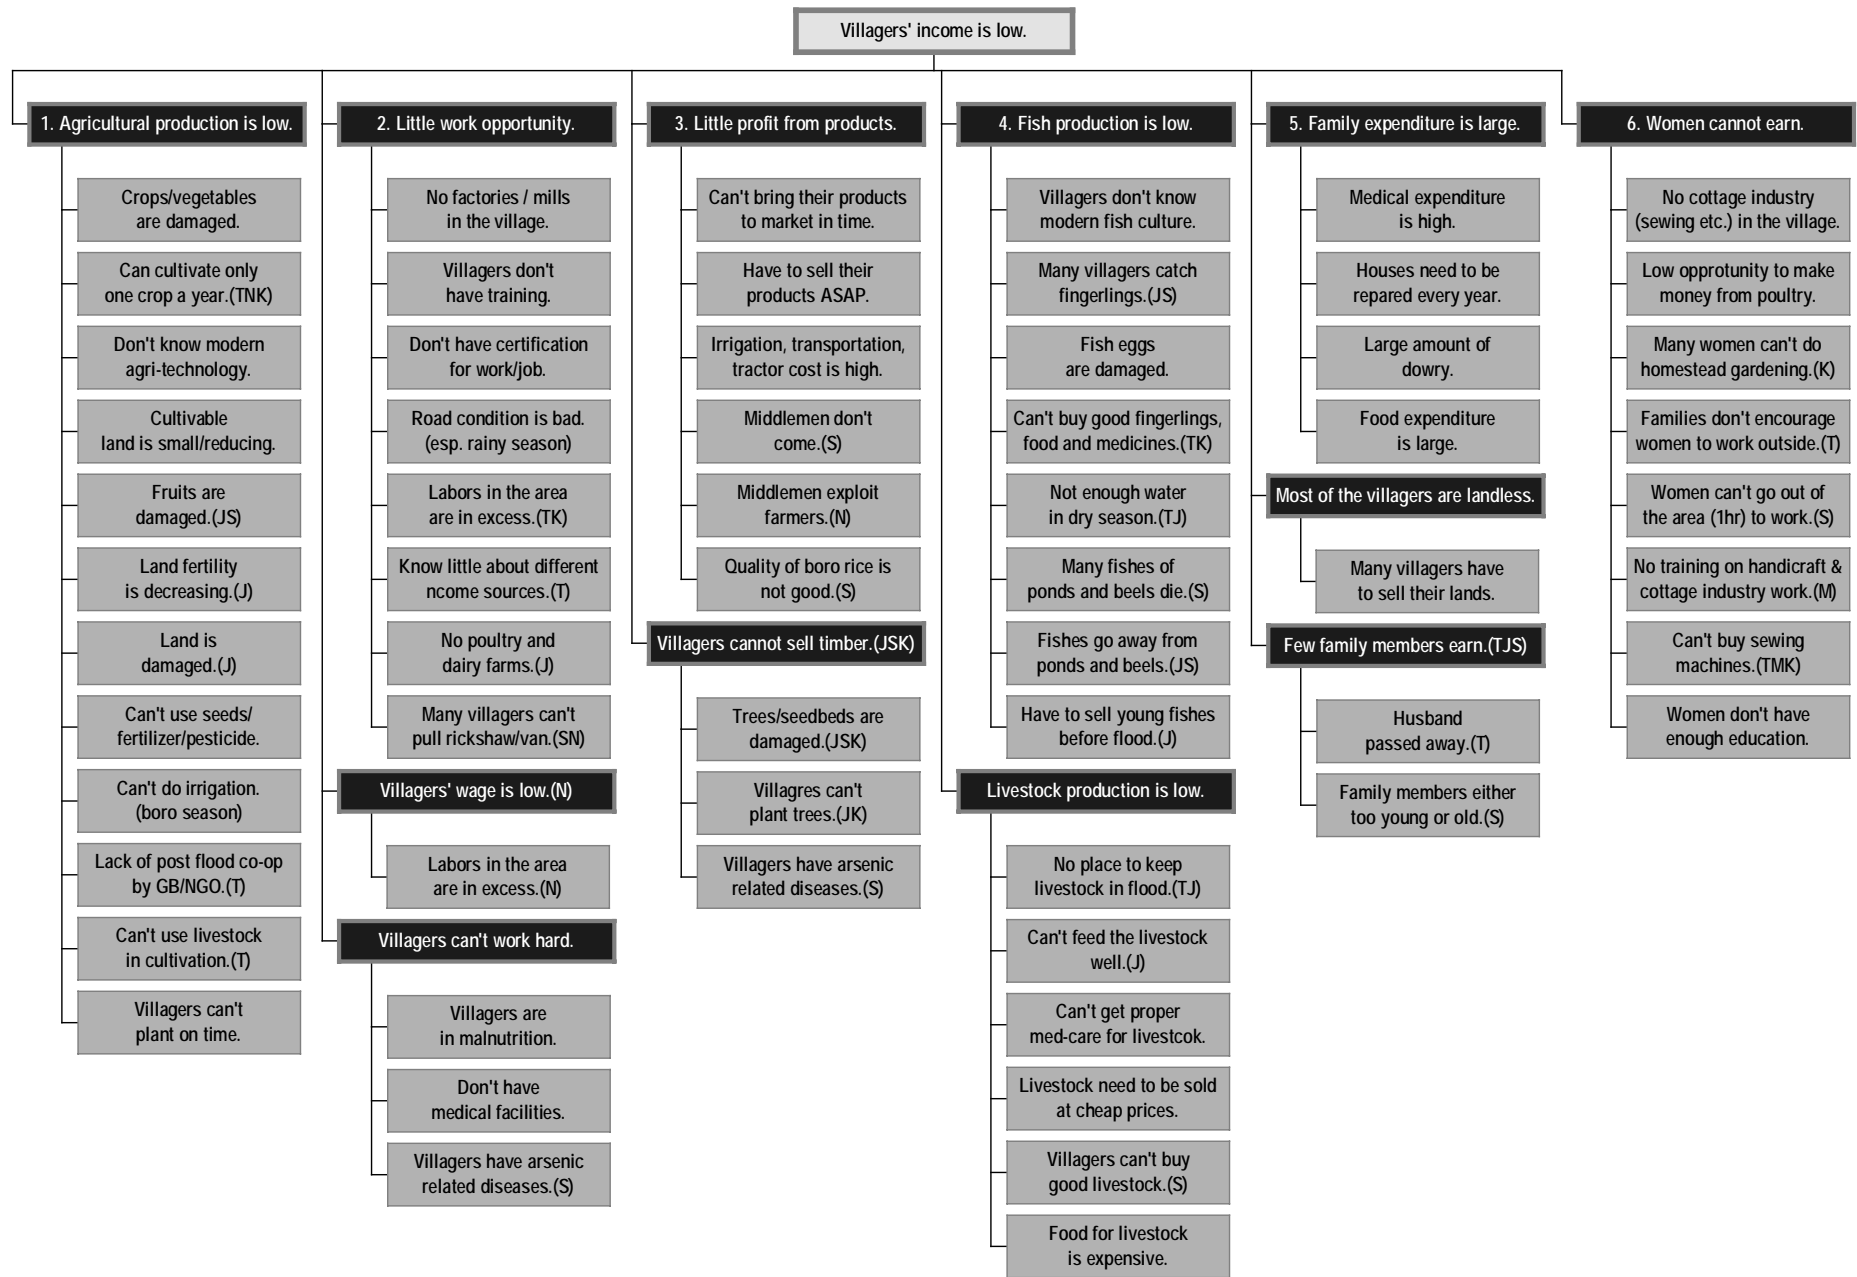 Villagers' income is low.
1. Agricultural production is low.
Crops/vegetables
are damaged.
Can cultivate only
one crop a year.(TNK)
Don't know modern
agri-technology.
Cultivable
land is small/reducing.
Fruits are
damaged.(JS)
Land fertility
is decreasing.(J)
Land is
damaged.(J)
Can't use seeds/
fertilizer/pesticide.
Can't do irrigation.
(boro season)
Lack of post flood co-op
by GB/NGO.(T)
Can't use livestock
in cultivation.(T)
Villagers can't
plant on time.
2. Little work opportunity.
No factories / mills
in the village.
Villagers don't
have training.
Don't have certification
for work/job.
Road condition is bad.
(esp. rainy season)
Labors in the area
are in excess.(TK)
Know little about different
ncome sources.(T)
No poultry and
dairy farms.(J)
Many villagers can't
pull rickshaw/van.(SN)
Villagers' wage is low.(N)
Labors in the area
are in excess.(N)
Villagers can't work hard.
Villagers are
in malnutrition.
Don't have
medical facilities.
Villagers have arsenic
related diseases.(S)
3. Little profit from products.
Can't bring their products
to market in time.
Have to sell their
products ASAP.
Irrigation, transportation,
tractor cost is high.
Middlemen don't
come.(S)
Middlemen exploit
farmers.(N)
Quality of boro rice is
not good.(S)
Villagers cannot sell timber.(JSK)
Trees/seedbeds are
damaged.(JSK)
Villagres can't
plant trees.(JK)
Villagers have arsenic
related diseases.(S)
4. Fish production is low.
Villagers don't know
modern fish culture.
Many villagers catch
fingerlings.(JS)
Fish eggs
are damaged.
Can't buy good fingerlings,
food and medicines.(TK)
Not enough water
in dry season.(TJ)
Many fishes of
ponds and beels die.(S)
Fishes go away from
ponds and beels.(JS)
Have to sell young fishes
before flood.(J)
Livestock production is low.
No place to keep
livestock in flood.(TJ)
Can't feed the livestock
well.(J)
Can't get proper
med-care for livestcok.
Livestock need to be sold
at cheap prices.
Villagers can't buy
good livestock.(S)
Food for livestock
is expensive.
5. Family expenditure is large.
Medical expenditure
is high.
Houses need to be
repared every year.
Large amount of
dowry.
Food expenditure
is large.
Most of the villagers are landless.
Many villagers have
to sell their lands.
Few family members earn.(TJS)
Husband
passed away.(T)
Family members either
too young or old.(S)
6. Women cannot earn.
No cottage industry
(sewing etc.) in the village.
Low opprotunity to make
money from poultry.
Many women can't do
homestead gardening.(K)
Families don't encourage
women to work outside.(T)
Women can't go out of
the area (1hr) to work.(S)
No training on handicraft &
cottage industry work.(M)
Can't buy sewing
machines.(TMK)
Women don't have
enough education.